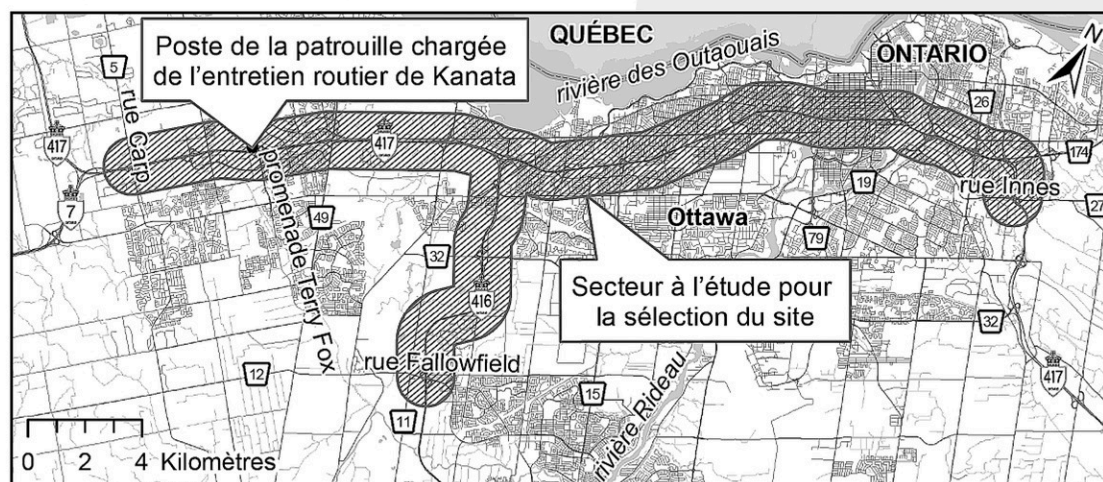 QUÉBEC
ONTARIO
N
rivière des Outaouais
Poste de la patrouille chargée
de l'entretien routier de Kanata
5
rue Carp
417
7
417
promenade Terry Fox
49
32
416
26
174
19
rue Innes
27
Ottawa
79
Secteur à l'étude pour
la sélection du site
32
417
rue Fallowfield
12
11
15
rivière Rideau
0 2 4 Kilomètres